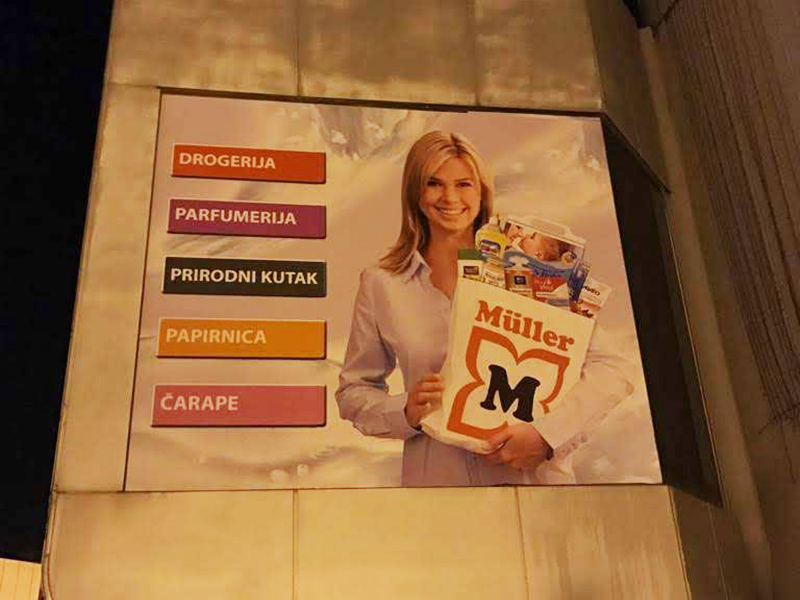 DROGERIJA
PARFUMERIJA
PRIRODNI KUTAK
PAPIRNICA
ČARAPE
Müller
M